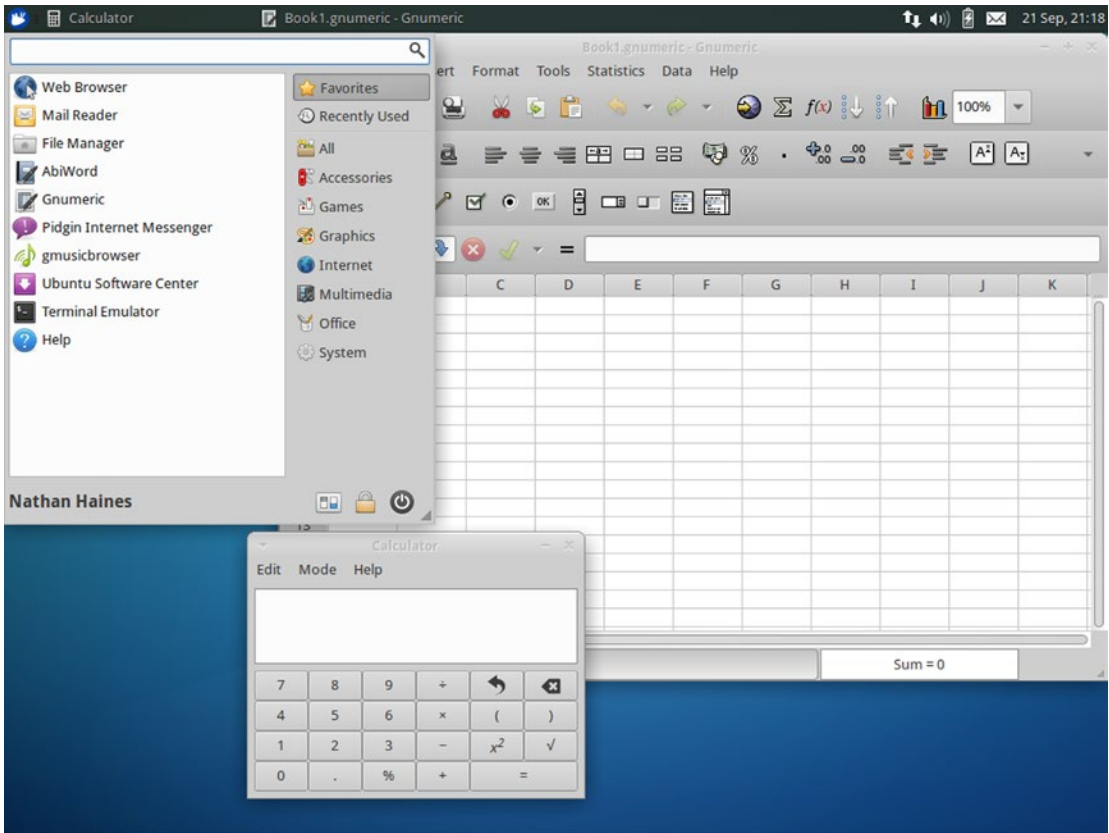 Calculator Book1.gnumeric - Gnumeric 21 Sep, 21:18
Book1.gnumeric - Gnumeric
ert Format Tools Statistics Data Help
Web Browser
Mail Reader
File Manager
AbiWord
Gnumeric
Pidgin Internet Messenger
gmusicbrowser
Ubuntu Software Center
Terminal Emulator
Help
Favorites
Recently Used
All
Accessories
Games
Graphics
Internet
Multimedia
Office
System
Nathan Haines
f(x) 100%
a % . .00 A² A
OK
=
C D E F G H I J K
Sum = 0
Calculator
Edit Mode Help
7 8 9 ÷
4 5 6 × ( )
1 2 3 − x² √
0 . % + =